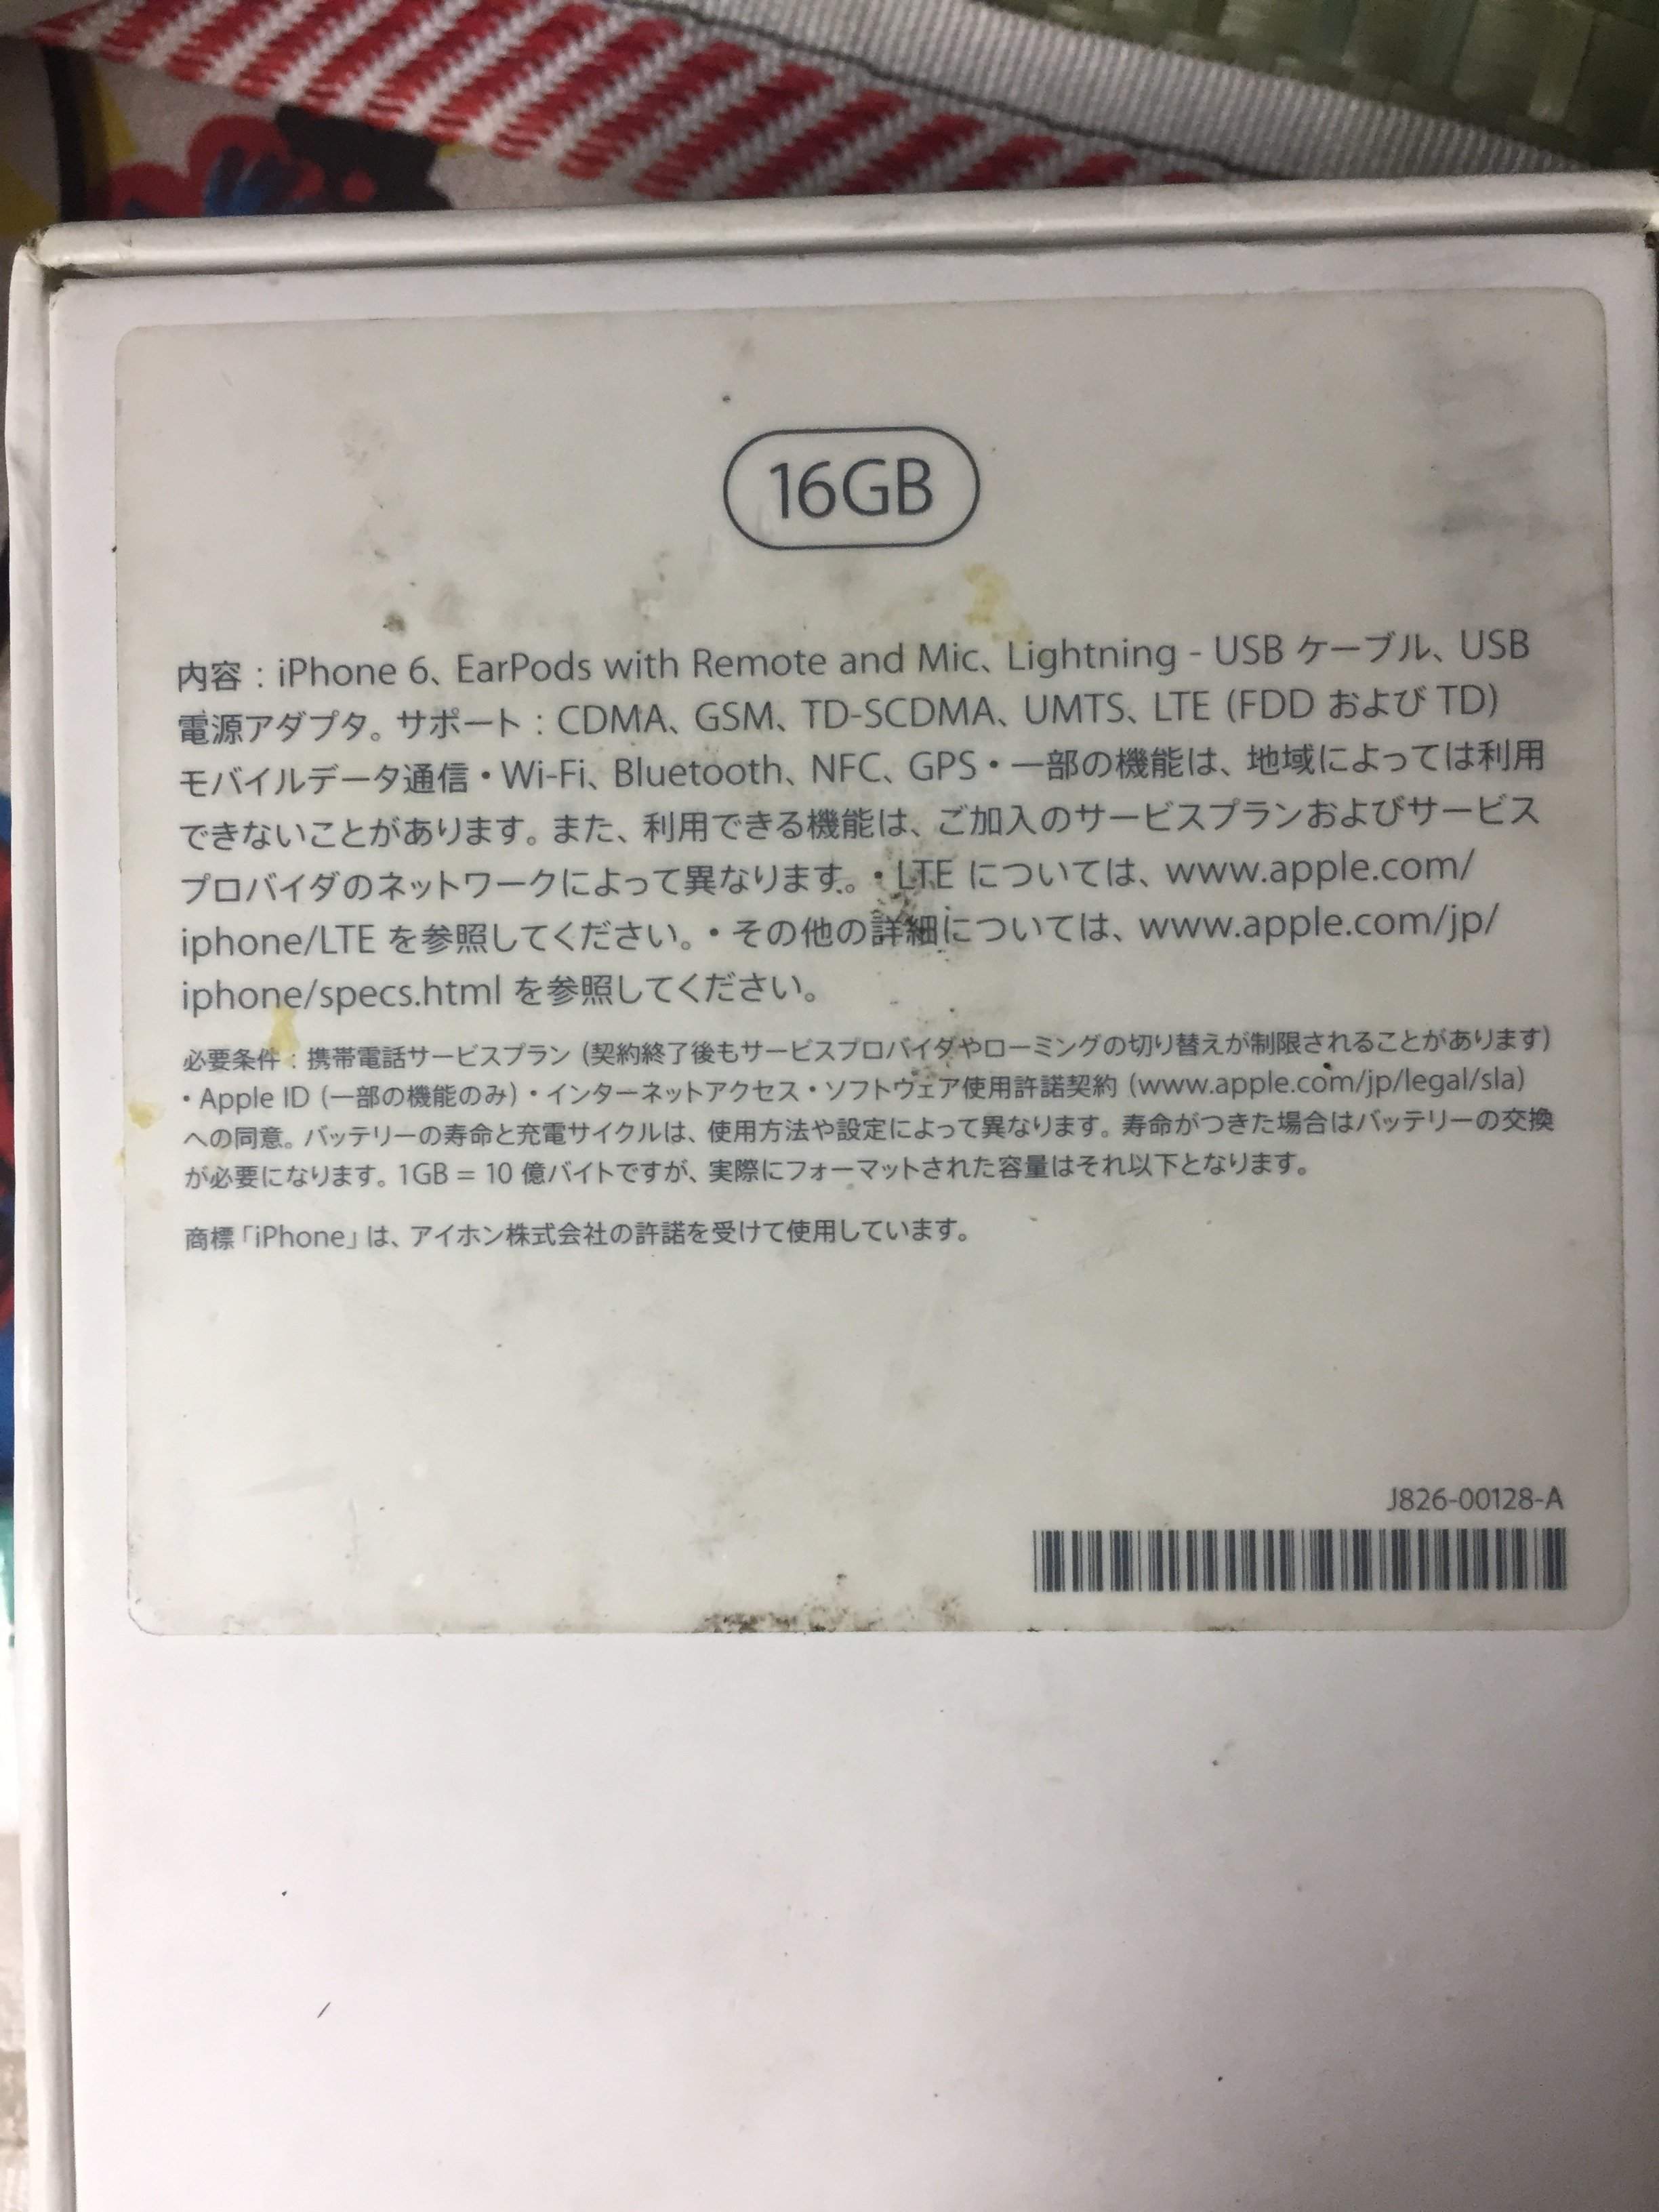 16GB
内容：iPhone 6、EarPods with Remote and Mic、Lightning - USB ケーブル、USB
電源アダプタ。サポート：CDMA、GSM、TD-SCDMA、UMTS、LTE (FDD および TD)
モバイルデータ通信・Wi-Fi、Bluetooth、NFC、GPS・一部の機能は、地域によっては利用
できないことがあります。また、利用できる機能は、ご加入のサービスプランおよびサービス
プロバイダのネットワークによって異なります。・LTE については、www.apple.com/
iphone/LTE を参照してください。・その他の詳細については、www.apple.com/jp/
iphone/specs.html を参照してください。
必要条件：携帯電話サービスプラン (契約終了後もサービスプロバイダやローミングの切り替えが制限されることがあります)
・Apple ID (一部の機能のみ)・インターネットアクセス・ソフトウェア使用許諾契約 (www.apple.com/jp/legal/sla)
への同意。バッテリーの寿命と充電サイクルは、使用方法や設定によって異なります。寿命がつきた場合はバッテリーの交換
が必要になります。1GB = 10 億バイトですが、実際にフォーマットされた容量はそれ以下となります。
商標「iPhone」は、アイホン株式会社の許諾を受けて使用しています。
J826-00128-A